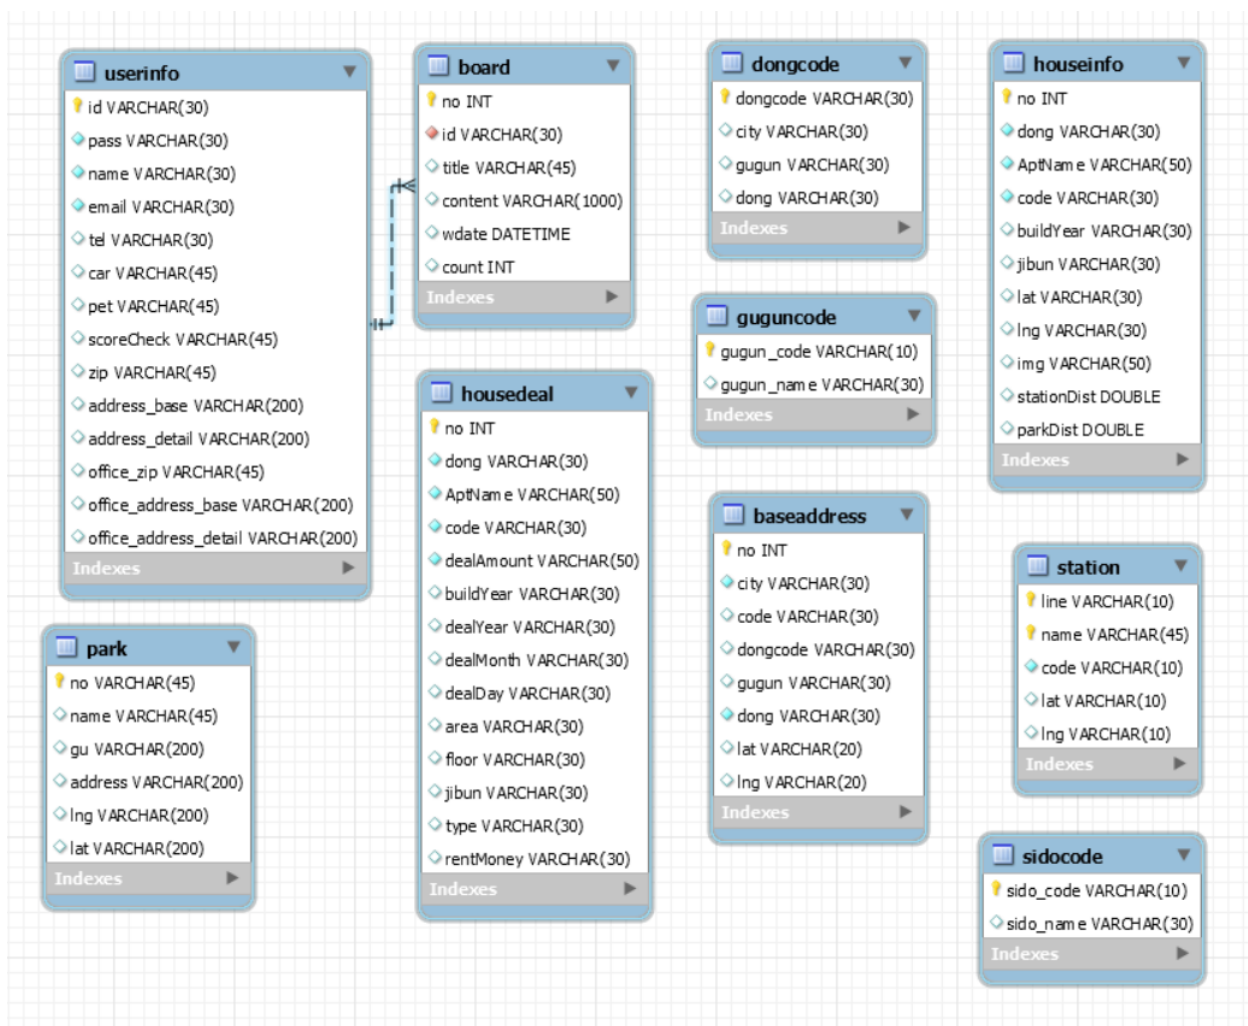 userinfo
id VARCHAR(30)
pass VARCHAR(30)
name VARCHAR(30)
email VARCHAR(30)
tel VARCHAR(30)
car VARCHAR(45)
pet VARCHAR(45)
scoreCheck VARCHAR(45)
zip VARCHAR(45)
address_base VARCHAR(200)
address_detail VARCHAR(200)
office_zip VARCHAR(45)
office_address_base VARCHAR(200)
office_address_detail VARCHAR(200)
Indexes
park
no VARCHAR(45)
name VARCHAR(45)
gu VARCHAR(200)
address VARCHAR(200)
lng VARCHAR(200)
lat VARCHAR(200)
Indexes
board
no INT
id VARCHAR(30)
title VARCHAR(45)
content VARCHAR(1000)
wdate DATETIME
count INT
Indexes
housedeal
no INT
dong VARCHAR(30)
AptName VARCHAR(50)
code VARCHAR(30)
dealAmount VARCHAR(50)
buildYear VARCHAR(30)
dealYear VARCHAR(30)
dealMonth VARCHAR(30)
dealDay VARCHAR(30)
area VARCHAR(30)
floor VARCHAR(30)
jibun VARCHAR(30)
type VARCHAR(30)
rentMoney VARCHAR(30)
Indexes
dongcode
dongcode VARCHAR(30)
city VARCHAR(30)
gugun VARCHAR(30)
dong VARCHAR(30)
Indexes
guguncode
gugun_code VARCHAR(10)
gugun_name VARCHAR(30)
Indexes
baseaddress
no INT
city VARCHAR(30)
code VARCHAR(30)
dongcode VARCHAR(30)
gugun VARCHAR(30)
dong VARCHAR(30)
lat VARCHAR(20)
lng VARCHAR(20)
Indexes
houseinfo
no INT
dong VARCHAR(30)
AptName VARCHAR(50)
code VARCHAR(30)
buildYear VARCHAR(30)
jibun VARCHAR(30)
lat VARCHAR(30)
lng VARCHAR(30)
img VARCHAR(50)
stationDist DOUBLE
parkDist DOUBLE
Indexes
station
line VARCHAR(10)
name VARCHAR(45)
code VARCHAR(10)
lat VARCHAR(10)
lng VARCHAR(10)
Indexes
sidocode
sido_code VARCHAR(10)
sido_name VARCHAR(30)
Indexes